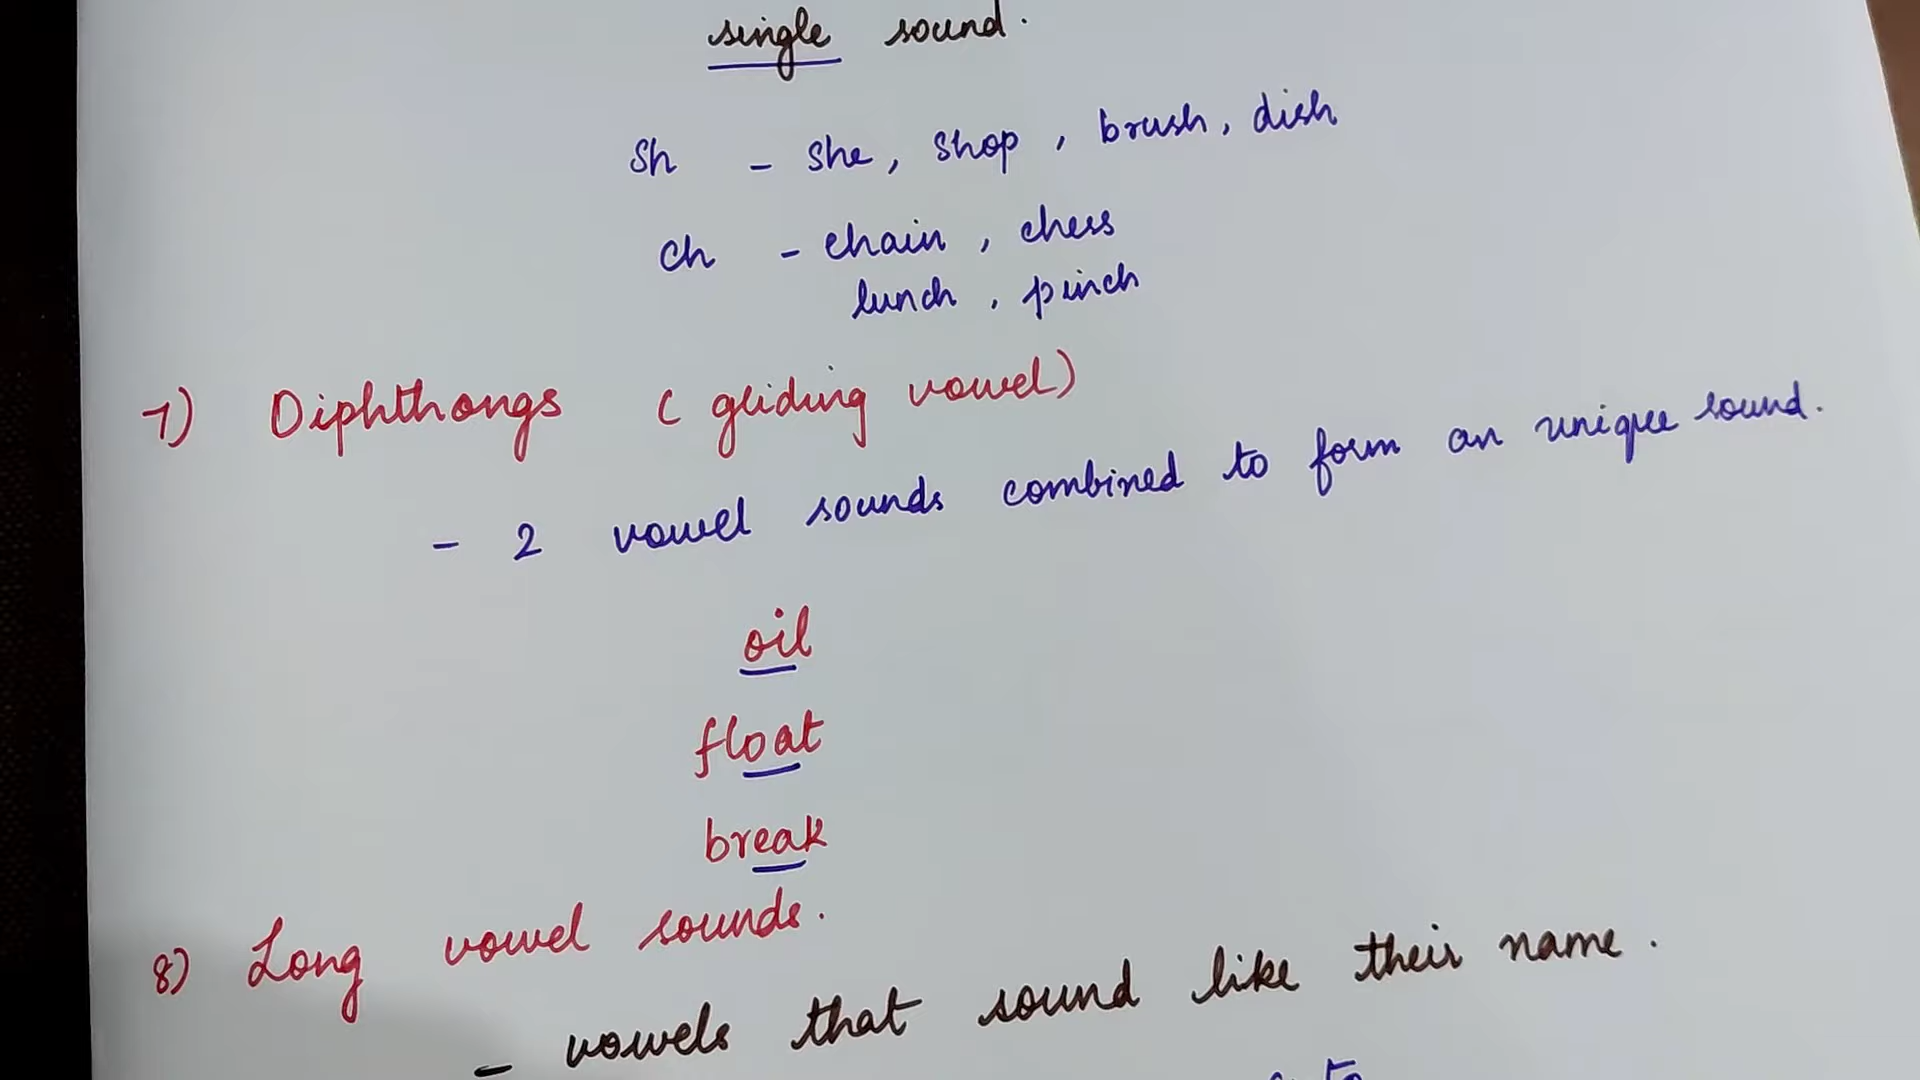 single sound.
Sh - She, Shop, brush, dish
Ch - chain, chess
lunch, pinch
7) Diphthongs (gliding vowel)
- 2 vowel sounds combined to form an unique sound.
oil
float
break
8) Long vowel sounds.
- vowels that sound like their name.